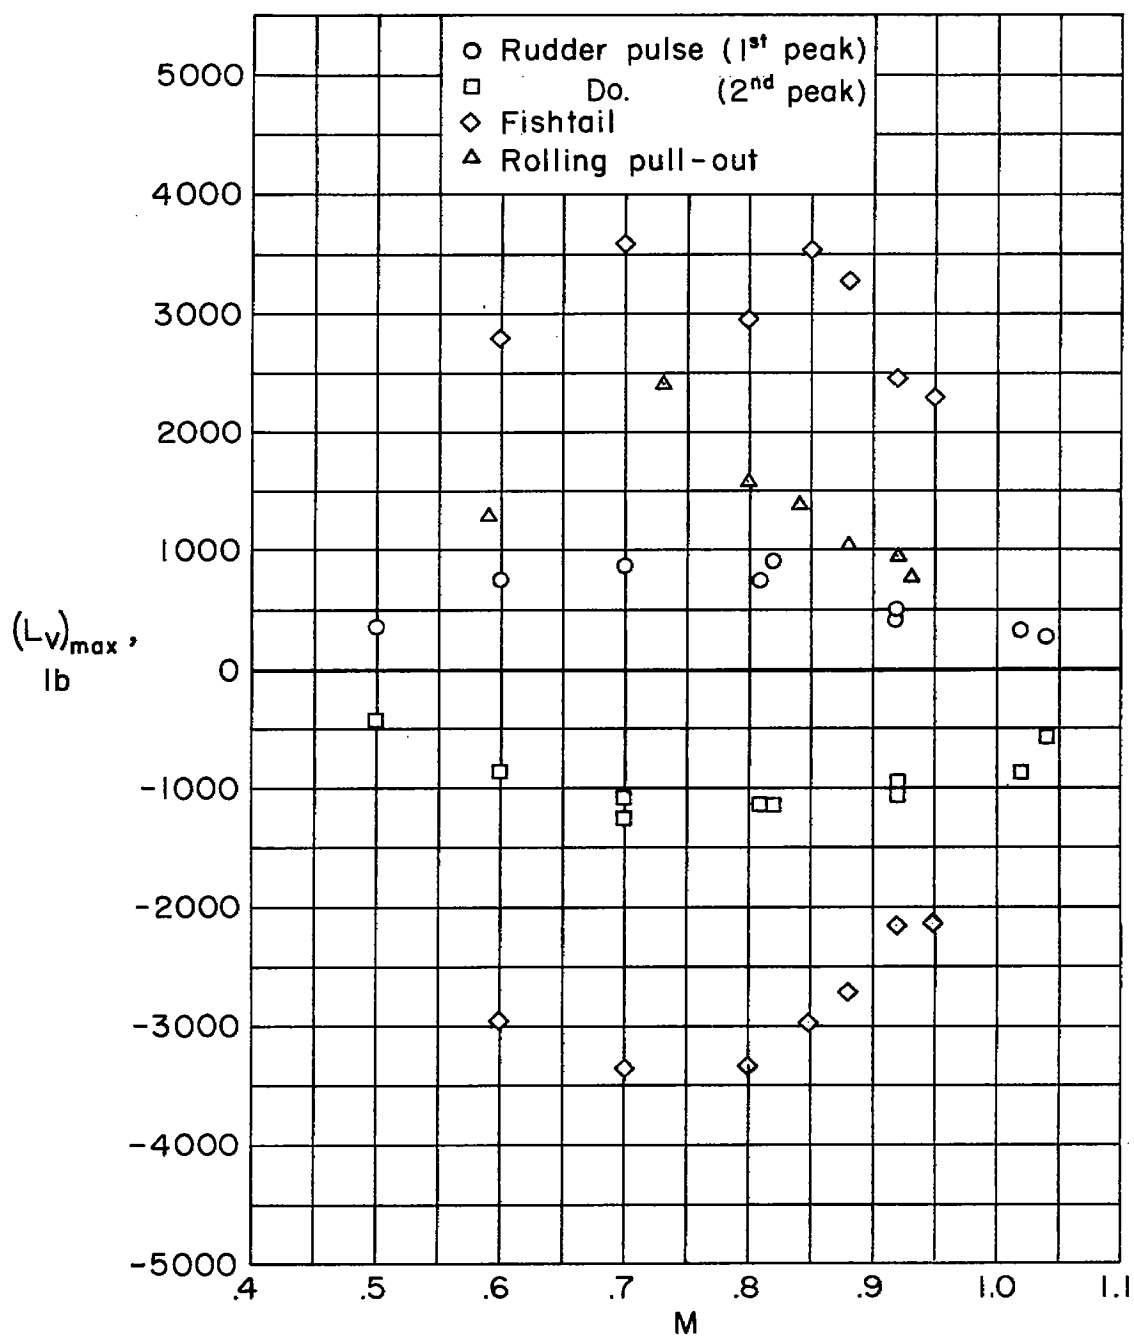 Rudder pulse (1st peak)
Do. (2nd peak)
Fishtail
Rolling pull-out
5000
4000
3000
2000
1000
0
-1000
-2000
-3000
-4000
-5000
(Lv)max,
lb
.4 .5 .6 .7 .8 .9 1.0 1.1
M